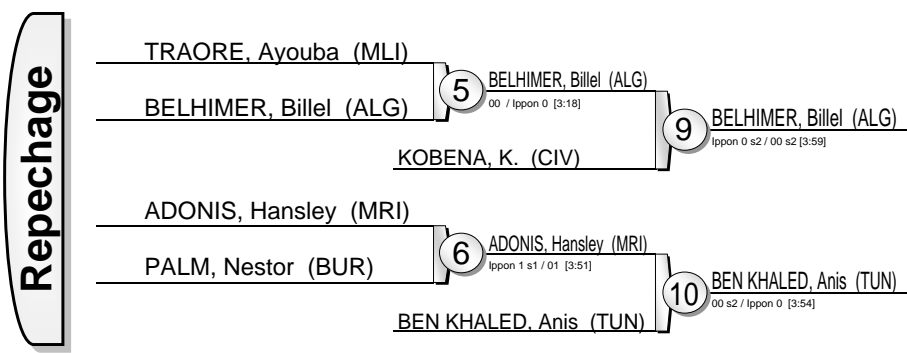 Repechage
TRAORE, Ayouba (MLI)
BELHIMER, Billel (ALG)
5
BELHIMER, Billel (ALG)
00 / Ippon 0 [3:18]
KOBENA, K. (CIV)
9
BELHIMER, Billel (ALG)
Ippon 0 s2 / 00 s2 [3:59]
ADONIS, Hansley (MRI)
PALM, Nestor (BUR)
6
ADONIS, Hansley (MRI)
Ippon 1 s1 / 01 [3:51]
BEN KHALED, Anis (TUN)
10
BEN KHALED, Anis (TUN)
00 s2 / Ippon 0 [3:54]